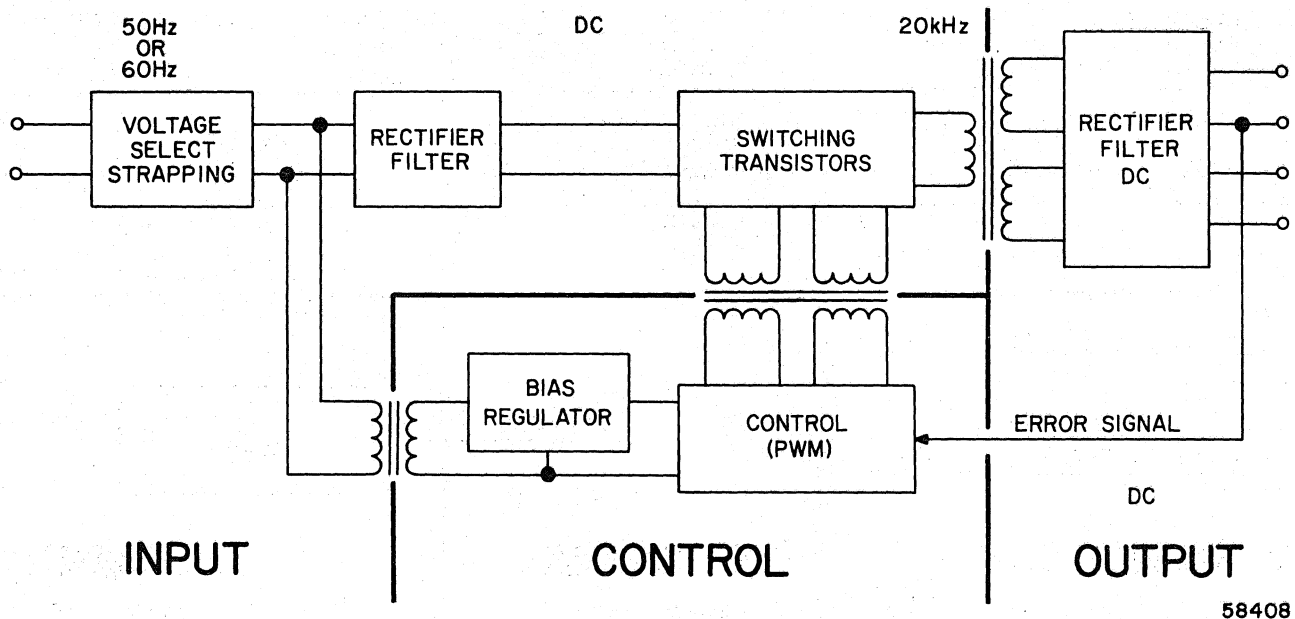 50Hz
OR
60Hz
DC
20kHz
VOLTAGE
SELECT
STRAPPING
RECTIFIER
FILTER
SWITCHING
TRANSISTORS
RECTIFIER
FILTER
DC
BIAS
REGULATOR
CONTROL
(PWM)
ERROR SIGNAL
DC
INPUT
CONTROL
OUTPUT
58408